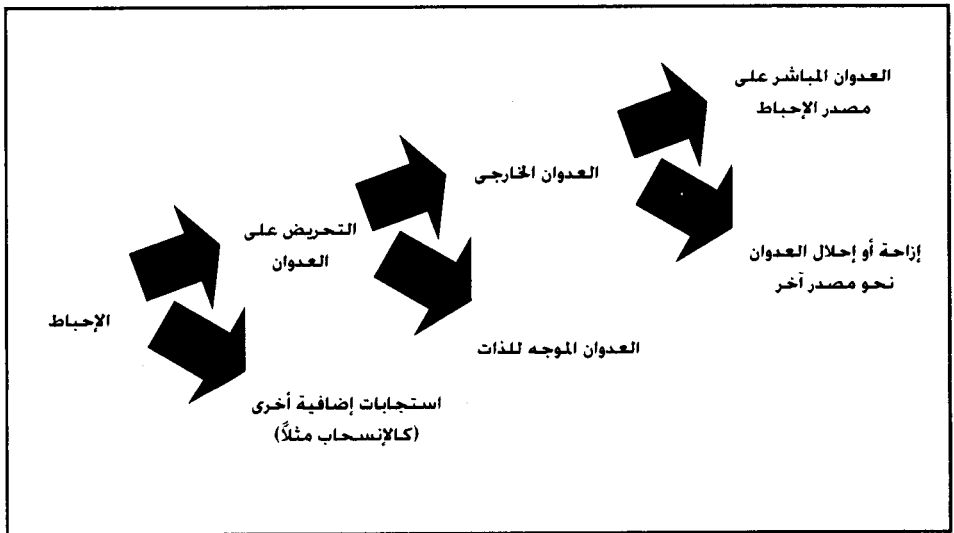 الإحباط
التحريض على
العدوان
استجابات إضافية أخرى
(كالإنسحاب مثلاً)
العدوان الخارجى
العدوان الموجه للذات
العدوان المباشر على
مصدر الإحباط
إزاحة أو إحلال العدوان
نحو مصدر آخر